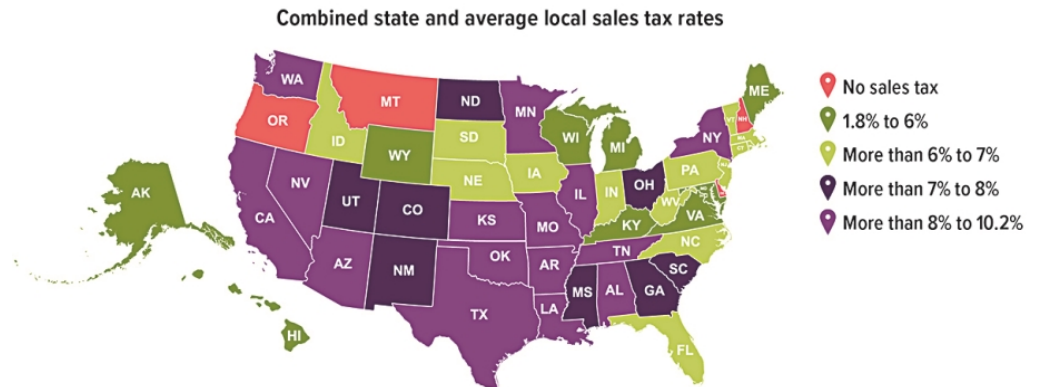 Combined state and average local sales tax rates
WA
MT
ND
MN
ME
OR
ID
SD
WI
MI
NY
VT
NH
WY
MA
CT
NE
IA
PA
NV
UT
CO
IL
IN
OH
WV
VA
CA
KS
MO
KY
AK
AZ
NM
OK
AR
TN
NC
SC
MS
AL
GA
TX
LA
HI
FL
No sales tax
1.8% to 6%
More than 6% to 7%
More than 7% to 8%
More than 8% to 10.2%